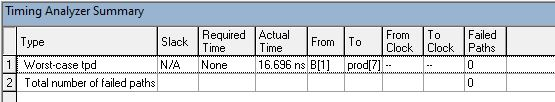 Timing Analyzer Summary
Type Slack Required Time Actual Time From To From Clock To Clock Failed Paths
1 Worst-case tpd N/A None 16.696 ns B[1] prod[7] -- -- 0
2 Total number of failed paths 0